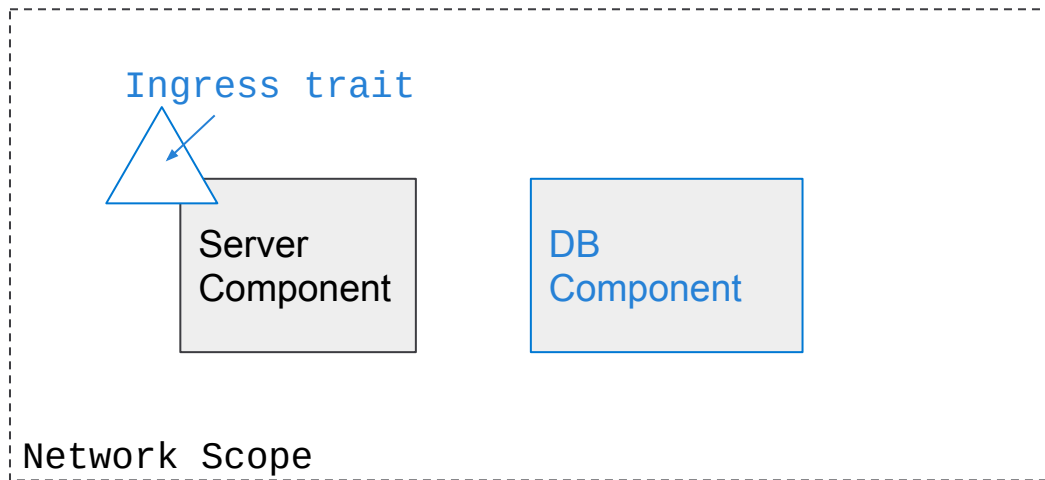 Ingress trait
Server
Component
DB
Component
Network Scope